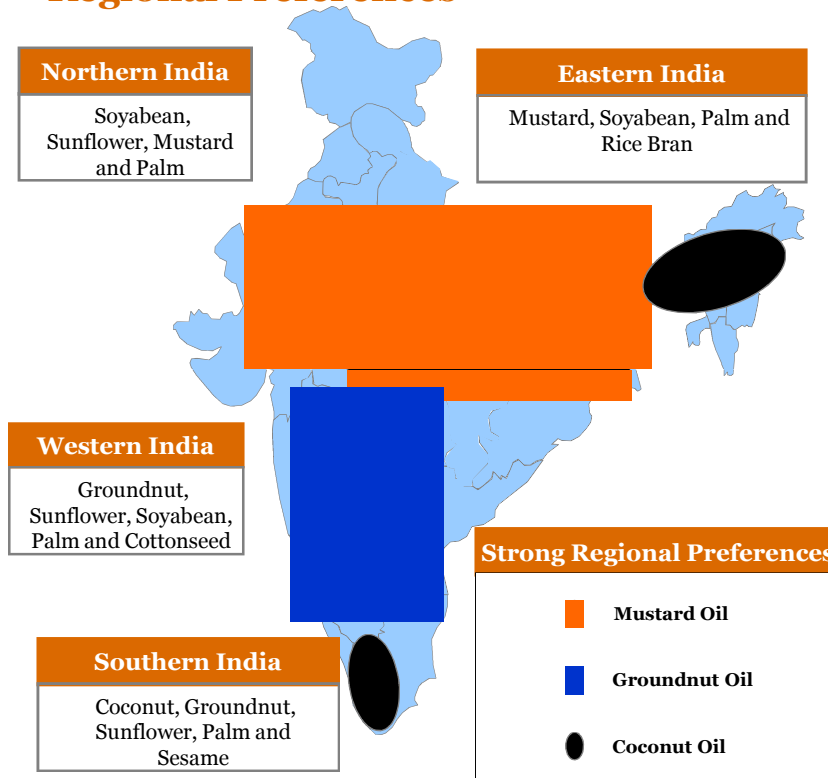 Regional Preferences
Northern India
Soyabean,
Sunflower, Mustard
and Palm
Eastern India
Mustard, Soyabean, Palm and
Rice Bran
Western India
Groundnut,
Sunflower, Soyabean,
Palm and Cottonseed
Southern India
Coconut, Groundnut,
Sunflower, Palm and
Sesame
Strong Regional Preferences
Mustard Oil
Groundnut Oil
Coconut Oil